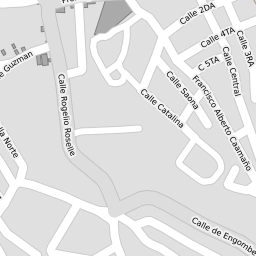 Calle 2DA
Calle 4TA
Calle 3RA
C 5TA
Calle Central
Calle Saona
Francisco Alberto Caamaño
Calle Catalina
Calle Rogelio Roselle
Guzman
Norte
Calle de Engombe